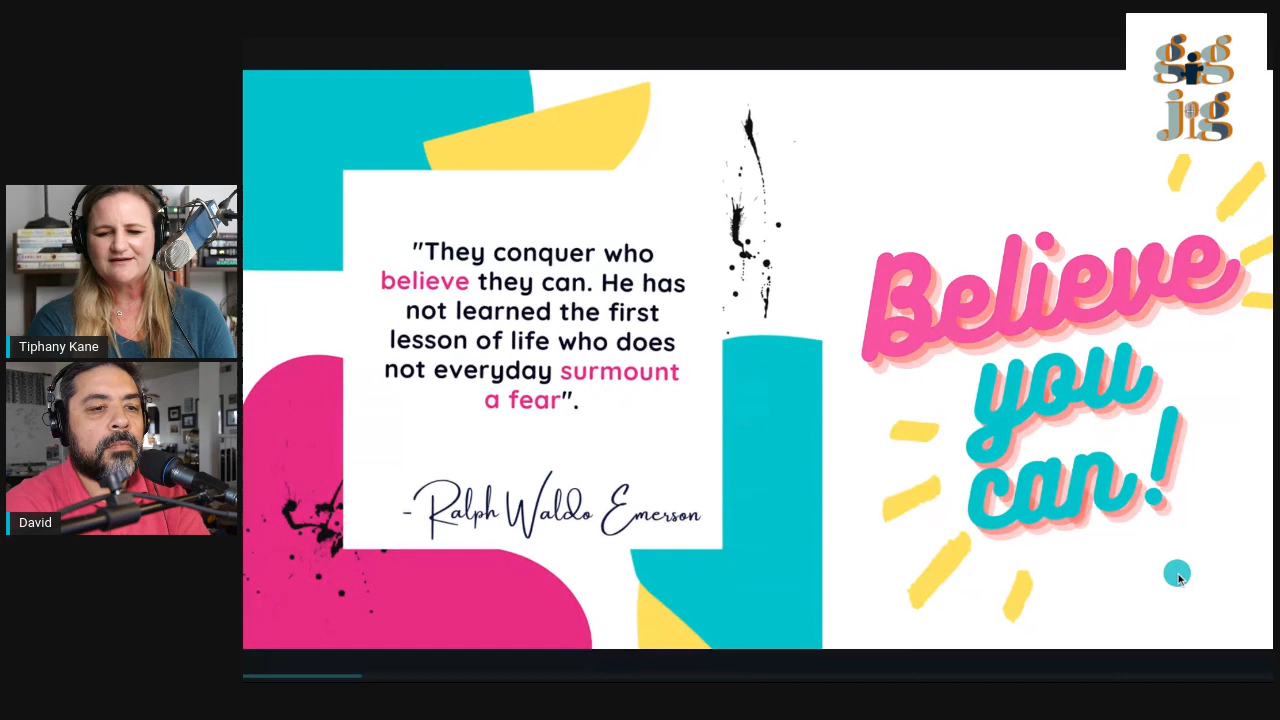 gig
jig
"They conquer who
believe they can. He has
not learned the first
lesson of life who does
not everyday surmount
a fear".
- Ralph Waldo Emerson
Believe
you
can!
Tiphany Kane
David